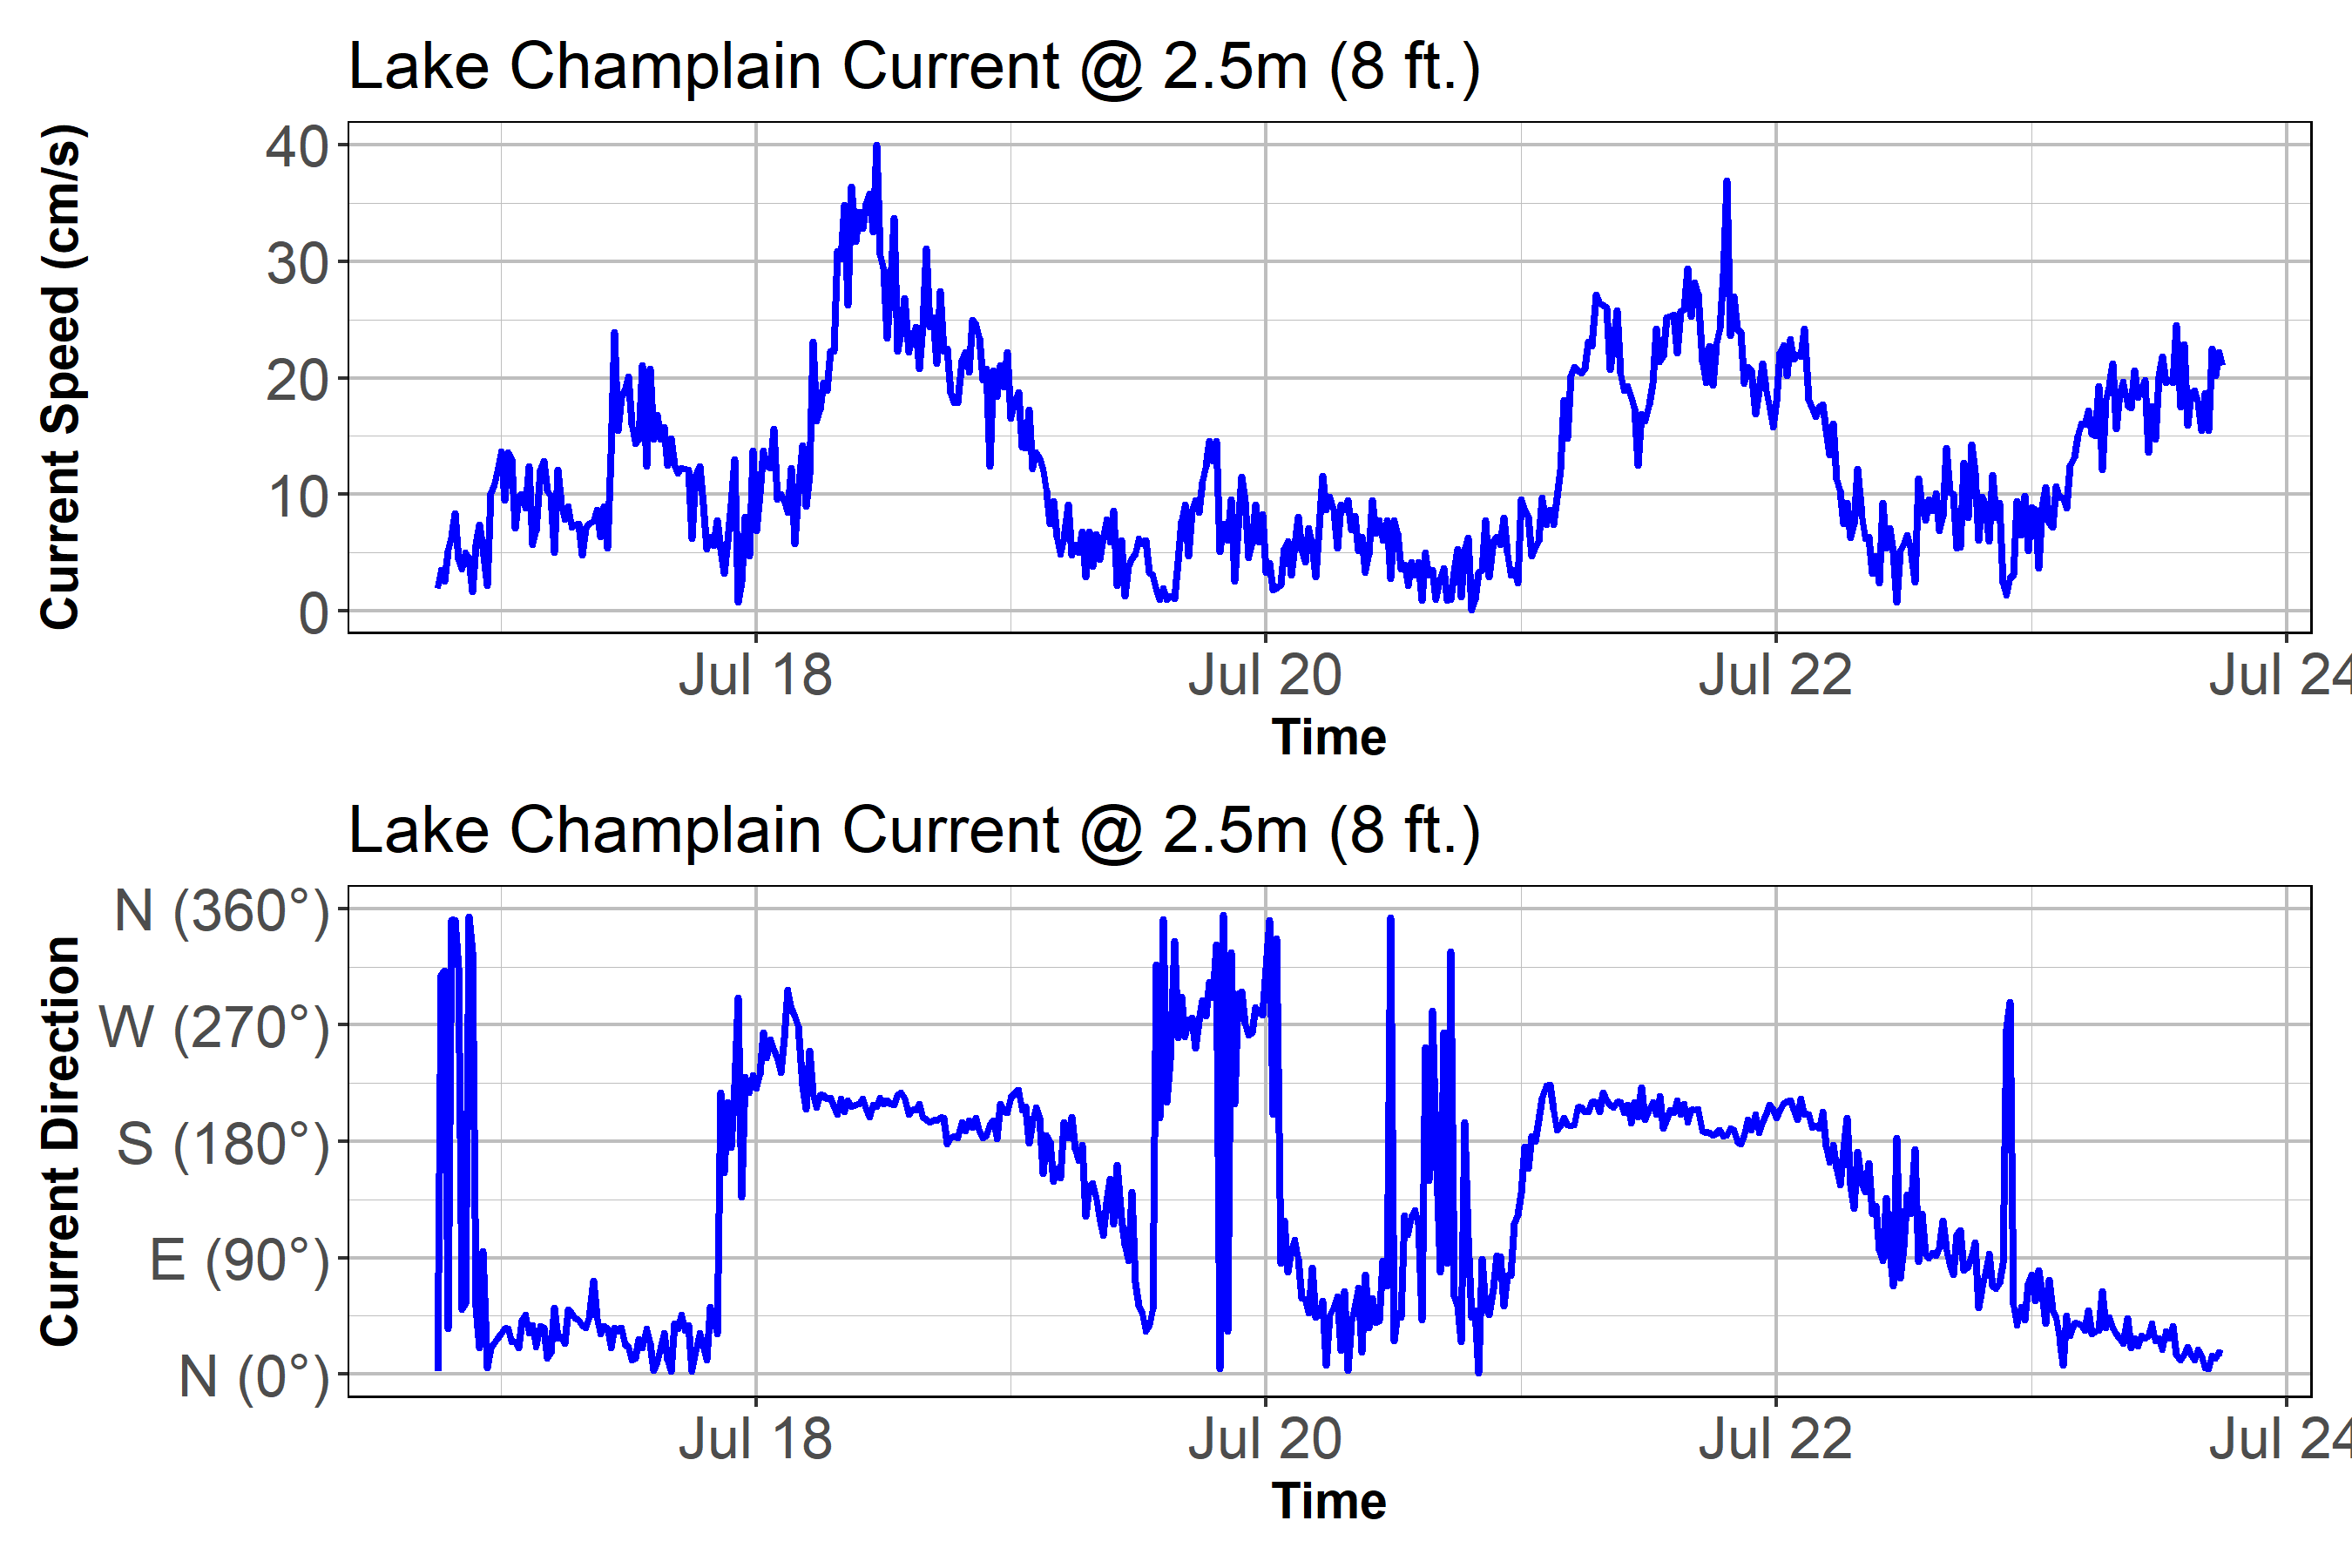 Lake Champlain Current @ 2.5m (8 ft.)
Current Speed (cm/s)
40
30
20
10
0
Jul 18 Jul 20 Jul 22 Jul 24
Time
Lake Champlain Current @ 2.5m (8 ft.)
Current Direction
N (360°)
W (270°)
S (180°)
E (90°)
N (0°)
Jul 18 Jul 20 Jul 22 Jul 24
Time